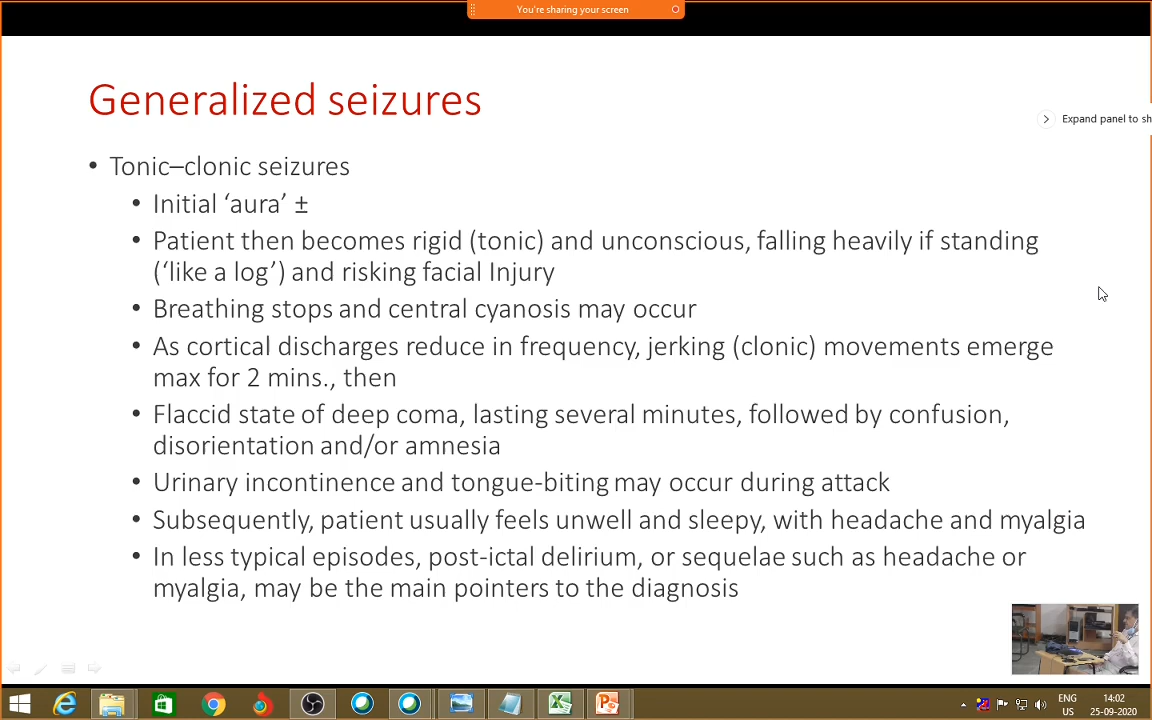 You're sharing your screen
Generalized seizures
Expand panel to sh
• Tonic–clonic seizures
• Initial ‘aura’ ±
• Patient then becomes rigid (tonic) and unconscious, falling heavily if standing
(‘like a log’) and risking facial Injury
• Breathing stops and central cyanosis may occur
• As cortical discharges reduce in frequency, jerking (clonic) movements emerge
max for 2 mins., then
• Flaccid state of deep coma, lasting several minutes, followed by confusion,
disorientation and/or amnesia
• Urinary incontinence and tongue-biting may occur during attack
• Subsequently, patient usually feels unwell and sleepy, with headache and myalgia
• In less typical episodes, post-ictal delirium, or sequelae such as headache or
myalgia, may be the main pointers to the diagnosis
ENG
US
14:02
25-09-2020